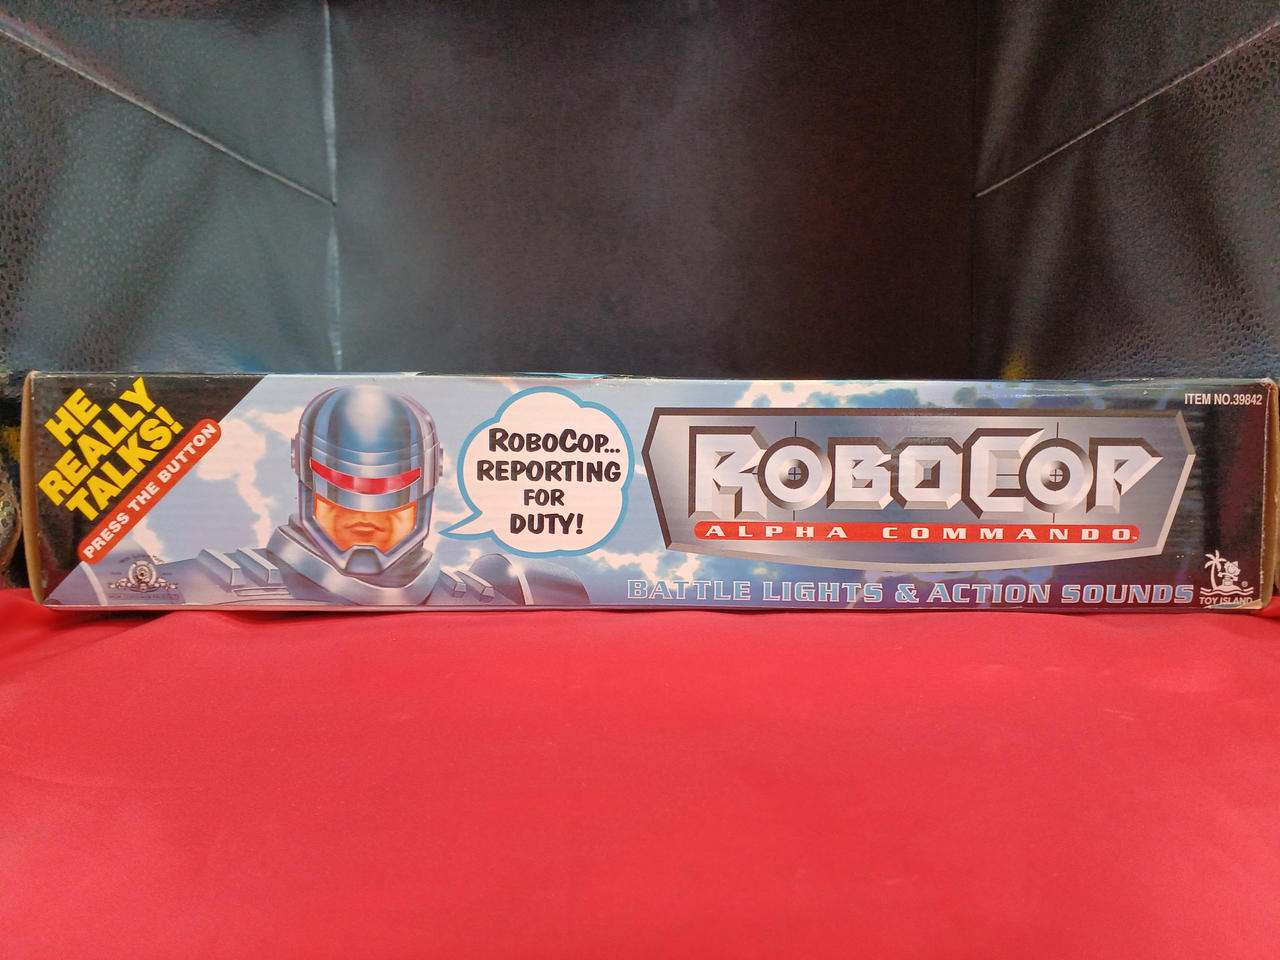 HE
REALLY
TALKS!
PRESS THE BUTTON
ROBOCOP...
REPORTING
FOR
DUTY!
ROBOCOP
ALPHA COMMANDO™
BATTLE LIGHTS & ACTION SOUNDS
ITEM NO.39842
TOY ISLAND
®